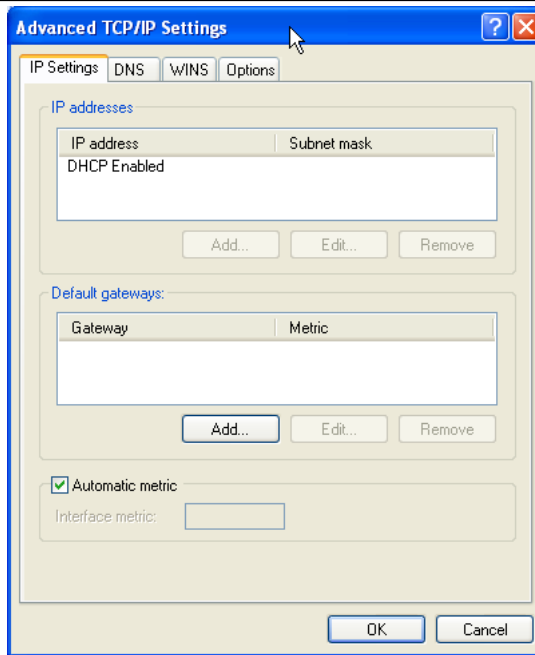 Advanced TCP/IP Settings
IP Settings DNS WINS Options
IP addresses
IP address Subnet mask
DHCP Enabled
Add... Edit... Remove
Default gateways:
Gateway Metric
Add... Edit... Remove
Automatic metric
Interface metric:
OK Cancel